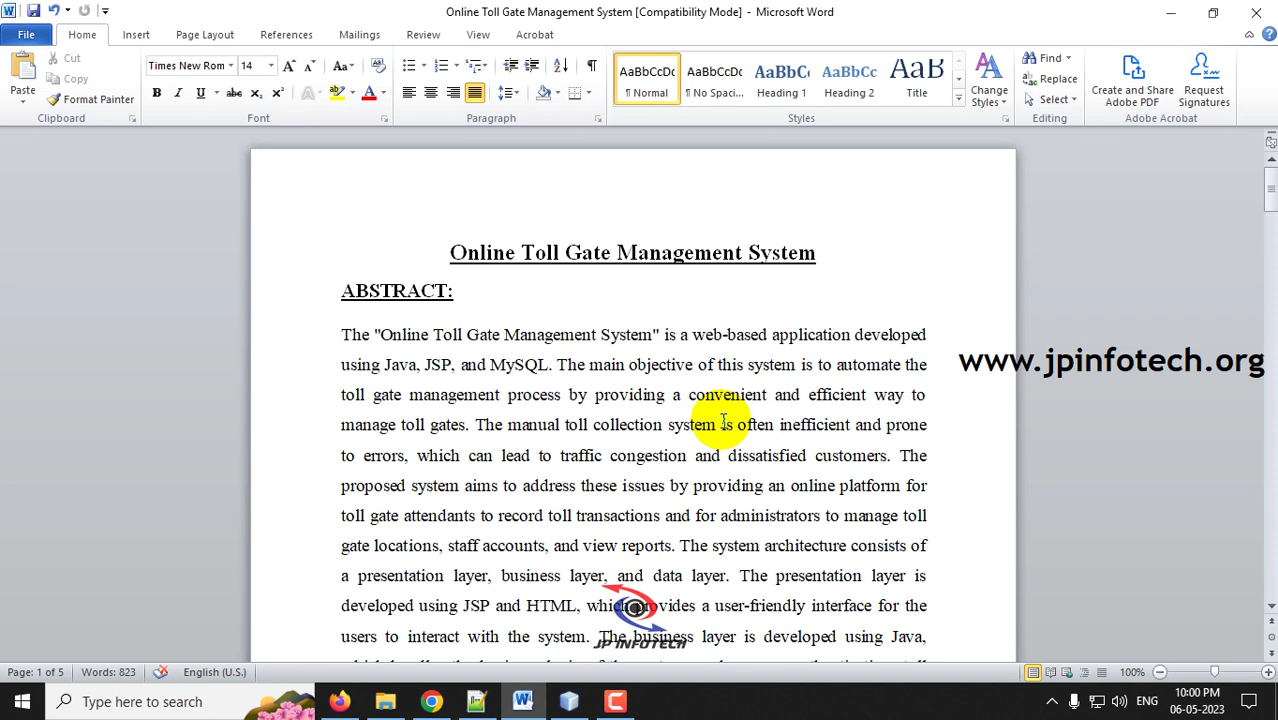 Online Toll Gate Management System [Compatibility Mode] - Microsoft Word
File Home Insert Page Layout References Mailings Review View Acrobat
Paste
Cut
Copy
Format Painter
Clipboard
Times New Rom 14
Font
Paragraph
AaBbCcDc AaBbCcDc AaBbCc AaBbCc AaB
¶ Normal ¶ No Spaci... Heading 1 Heading 2 Title
Change Styles
Styles
Find
Replace
Select
Editing
Create and Share Adobe PDF
Request Signatures
Adobe Acrobat
Online Toll Gate Management System
ABSTRACT:
The "Online Toll Gate Management System" is a web-based application developed
using Java, JSP, and MySQL. The main objective of this system is to automate the
toll gate management process by providing a convenient and efficient way to
manage toll gates. The manual toll collection system is often inefficient and prone
to errors, which can lead to traffic congestion and dissatisfied customers. The
proposed system aims to address these issues by providing an online platform for
toll gate attendants to record toll transactions and for administrators to manage toll
gate locations, staff accounts, and view reports. The system architecture consists of
a presentation layer, business layer, and data layer. The presentation layer is
developed using JSP and HTML, which provides a user-friendly interface for the
users to interact with the system. The business layer is developed using Java,
www.jpinfotech.org
JP INFOTECH
Page: 1 of 5 Words: 823 English (U.S.) 100%
Type here to search
ENG
10:00 PM
06-05-2023